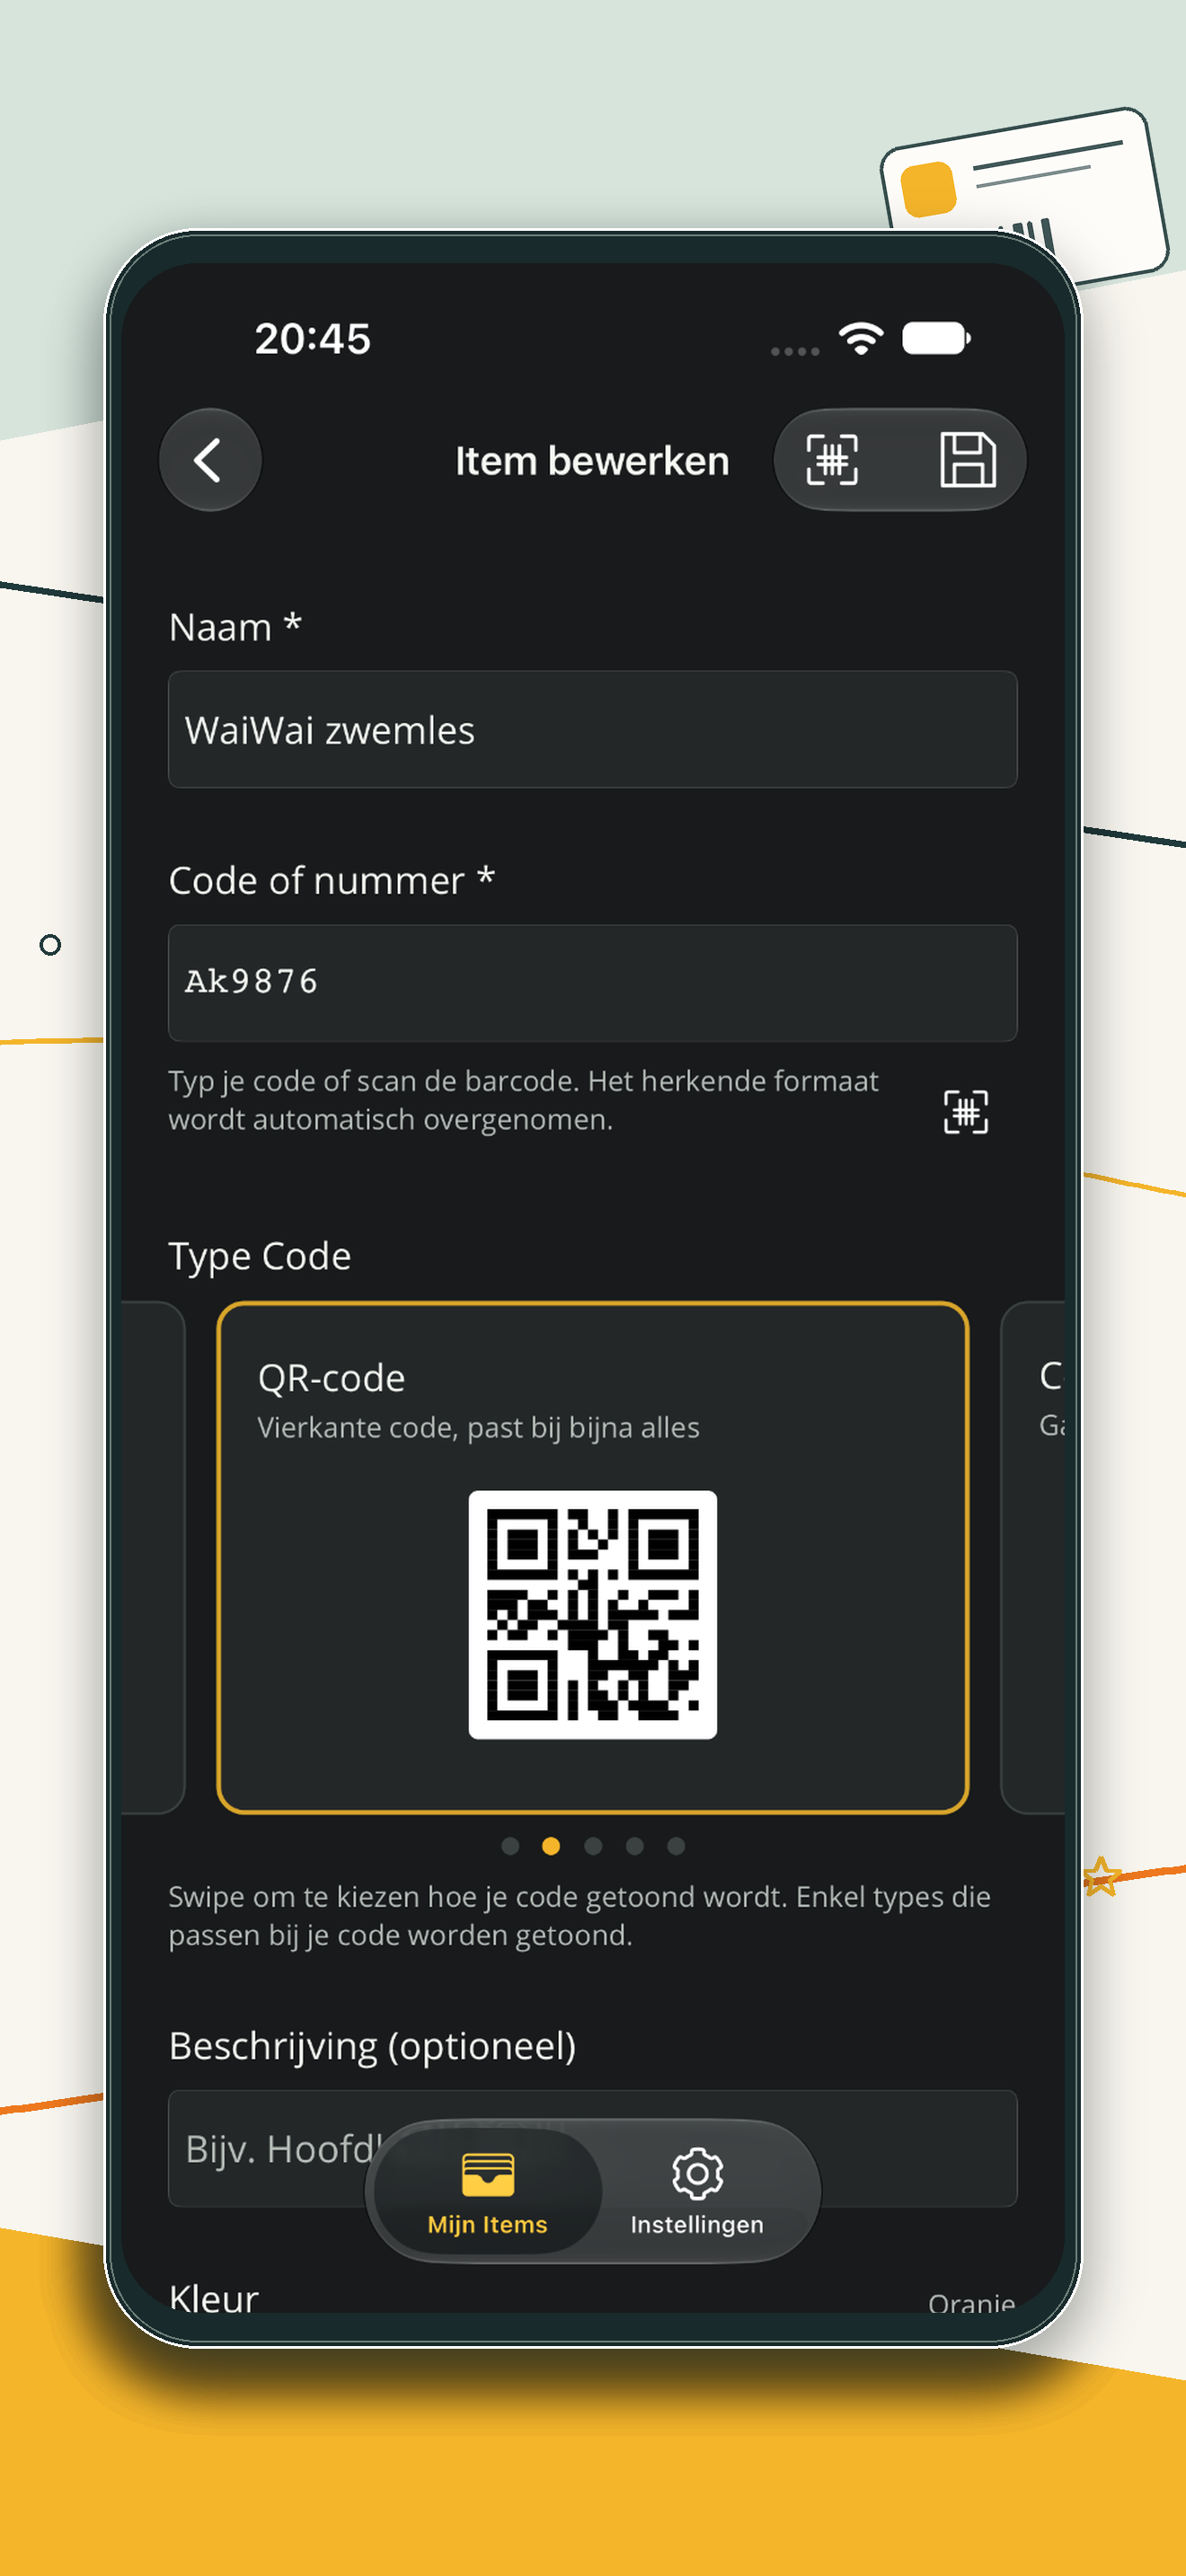 20:45
Item bewerken
Naam *
WaiWai zwemles
Code of nummer *
Ak9876
Typ je code of scan de barcode. Het herkende formaat
wordt automatisch overgenomen.
Type Code
QR-code
Vierkante code, past bij bijna alles
Swipe om te kiezen hoe je code getoond wordt. Enkel types die
passen bij je code worden getoond.
Beschrijving (optioneel)
Bijv.
Mijn Items
Instellingen
Kleur
Oranje